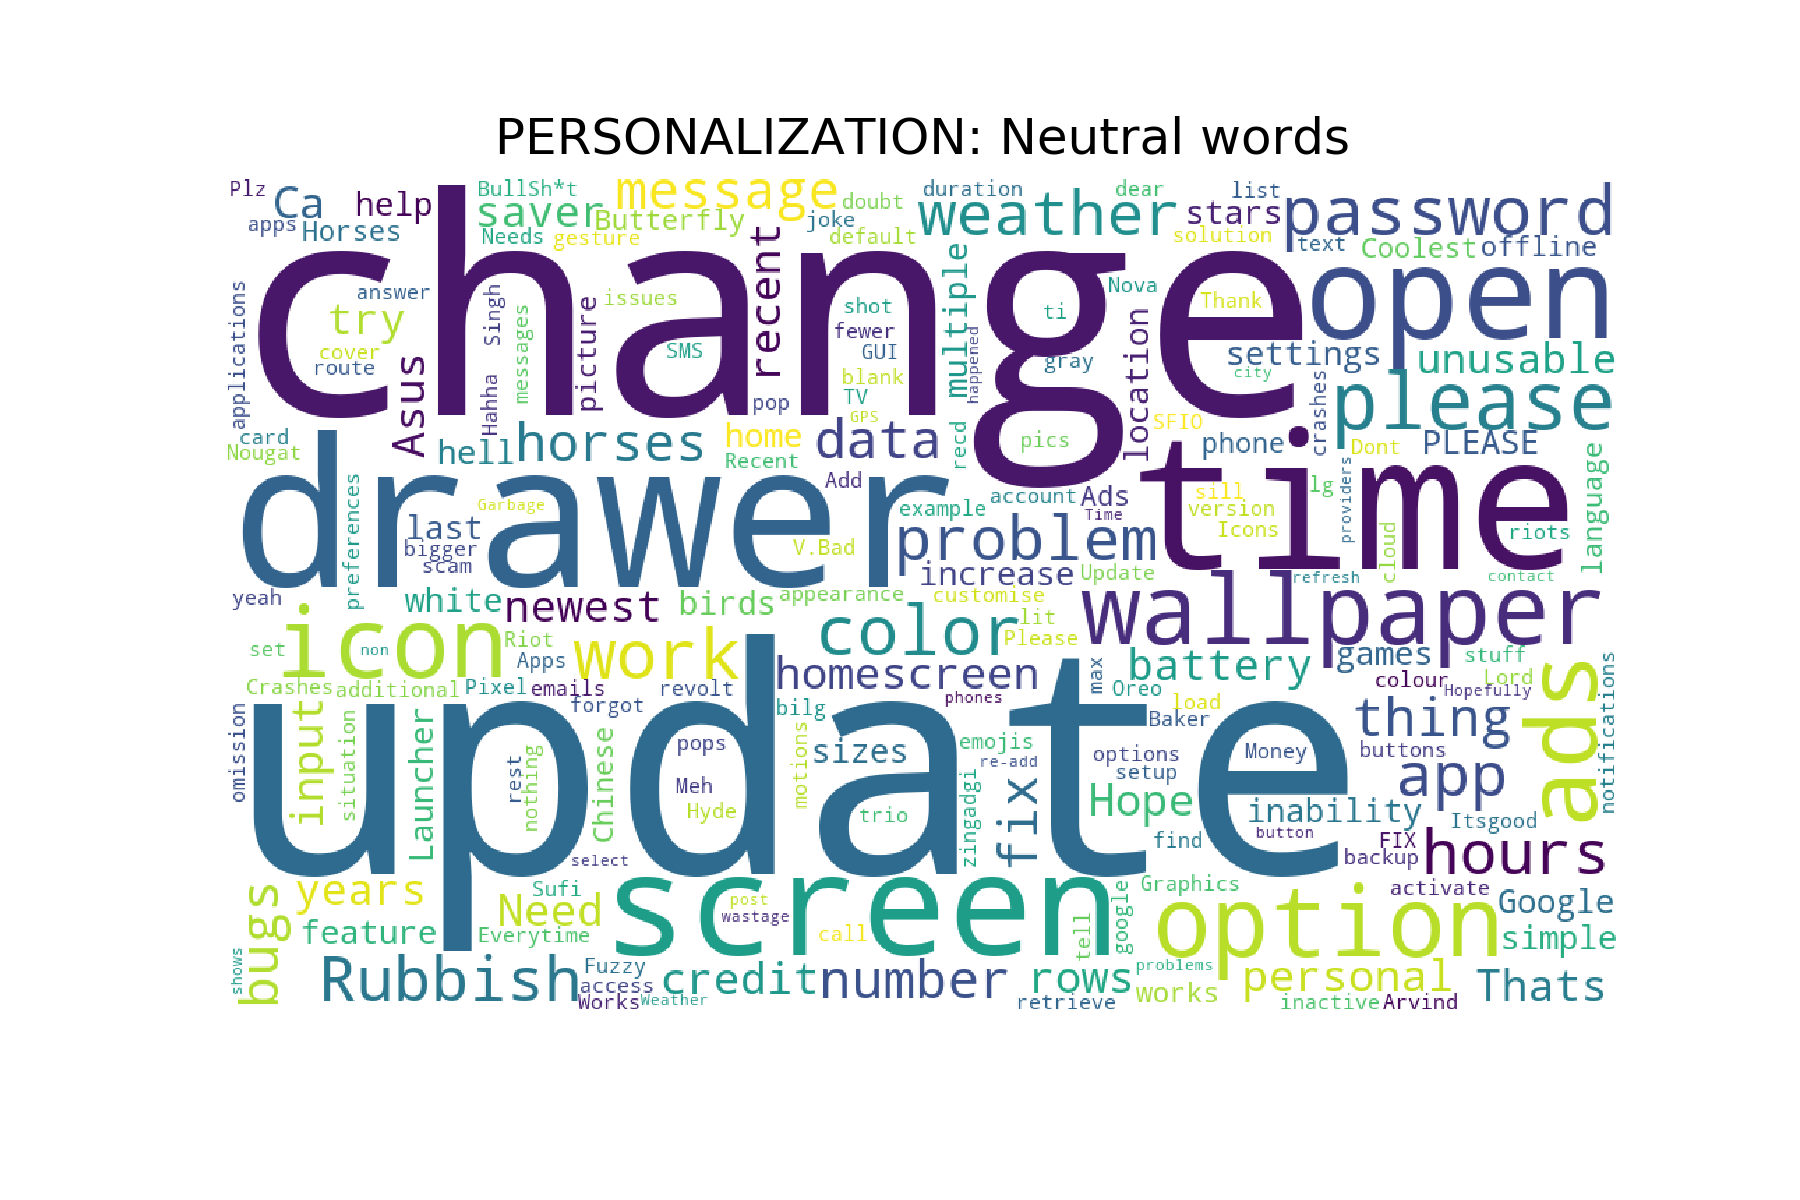 PERSONALIZATION: Neutral words
Plz
Ca
help
BullSh*t
message
doubt
duration
dear
list
password
apps
Horses
saver
Butterfly
joke
weather
stars
Needs
gesture
default
solution
text
Coolest
offline
change
recent
multiple
open
applications
answer
Singh
issues
shot
ti
Nova
Thank
try
messages
picture
fewer
location
cover
route
SMS
GUI
gray
settings
unusable
Asus
blank
happened
city
please
Hahha
pop
TV
GPS
crashes
card
Nougat
hell
horses
home
Recent
data
recd
pics
SFIO
phone
Dont
PLEASE
drawer
time
preferences
Garbage
Add
account
Ads
Time
sill
version
lg
providers
language
last
bigger
scam
example
problem
Icons
cloud
riots
V.Bad
increase
Update
refresh
contact
yeah
white
newest
birds
appearance
customise
wallpaper
icon
set
non
Riot
Apps
work
color
lit
Please
homescreen
battery
games
stuff
Crashes
additional
Pixel
emails
revolt
phones
max
Oreo
colour
Lord
Hopefully
ads
notifications
forgot
bilg
load
Baker
update
omission
input
situation
Launcher
rest
nothing
Chinese
pops
Meh
Hyde
motions
sizes
trio
emojis
re-add
zingadgi
fix
options
setup
Money
thing
buttons
app
Hope
inability
Itsgood
find
button
FIX
backup
hours
select
bugs
years
Need
Sufi
screen
post
wastage
call
Graphics
google
tell
option
activate
Google
feature
Everytime
simple
shows
Rubbish
Fuzzy
access
Works
Weather
credit
number
rows
retrieve
problems
works
personal
inactive
Arvind
Thats